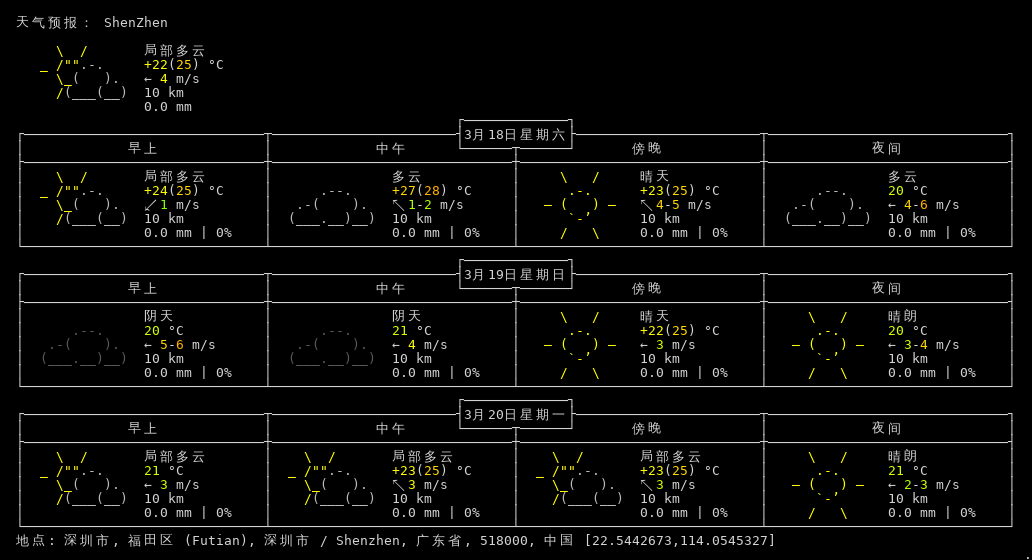 天气预报： ShenZhen
局部多云
+22(25) °C
← 4 m/s
10 km
0.0 mm
3月18日星期六
早上 中午 傍晚 夜间
局部多云 多云 晴天 多云
+24(25) °C +27(28) °C +23(25) °C 20 °C
↙ 1 m/s ↖ 1-2 m/s ↖ 4-5 m/s ← 4-6 m/s
10 km 10 km 10 km 10 km
0.0 mm | 0% 0.0 mm | 0% 0.0 mm | 0% 0.0 mm | 0%
3月19日星期日
早上 中午 傍晚 夜间
阴天 阴天 晴天 晴朗
20 °C 21 °C +22(25) °C 20 °C
← 5-6 m/s ← 4 m/s ← 3 m/s ← 3-4 m/s
10 km 10 km 10 km 10 km
0.0 mm | 0% 0.0 mm | 0% 0.0 mm | 0% 0.0 mm | 0%
3月20日星期一
早上 中午 傍晚 夜间
局部多云 局部多云 局部多云 晴朗
21 °C +23(25) °C +23(25) °C 21 °C
← 3 m/s ↖ 3 m/s ↖ 3 m/s ← 2-3 m/s
10 km 10 km 10 km 10 km
0.0 mm | 0% 0.0 mm | 0% 0.0 mm | 0% 0.0 mm | 0%
地点: 深圳市, 福田区 (Futian), 深圳市 / Shenzhen, 广东省, 518000, 中国 [22.5442673,114.0545327]